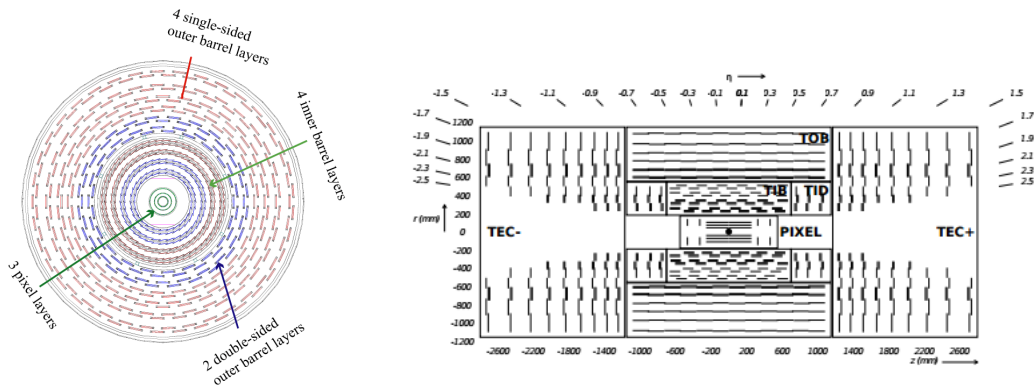 4 single-sided
outer barrel layers
4 inner barrel layers
3 pixel layers
2 double-sided
outer barrel layers
η
-1.5 -1.3 -1.1 -0.9 -0.7 -0.5 -0.3 -0.1 0.1 0.3 0.5 0.7 0.9 1.1 1.3 1.5
-1.7 1.7
-1.9 1.9
-2.1 2.1
-2.3 2.3
-2.5 2.5
1200
1000
800
600
400
200
0
-200
-400
-600
-800
-1000
-1200
r (mm)
TOB
TIB TID
TEC- PIXEL TEC+
-2600 -2200 -1800 -1400 -1000 -600 -200 200 600 1000 1400 1800 2200 2600
z (mm)